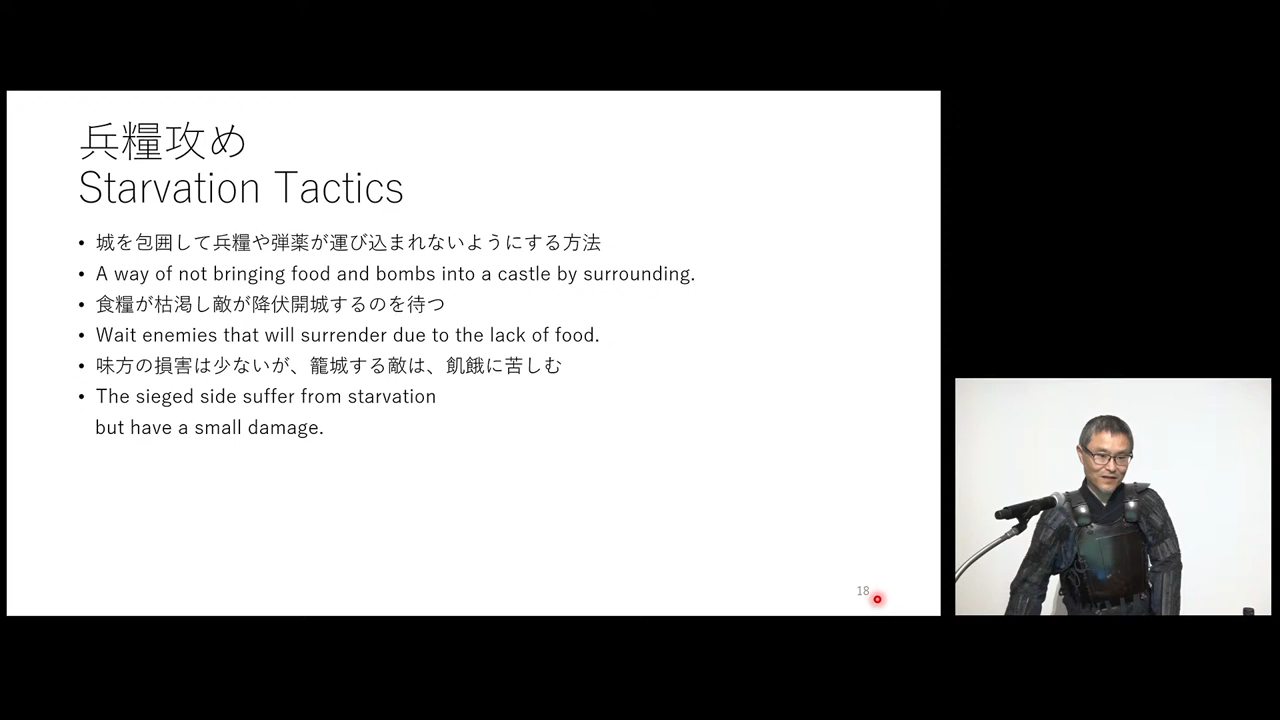 兵糧攻め
Starvation Tactics
• 城を包囲して兵糧や弾薬が運び込まれないようにする方法
• A way of not bringing food and bombs into a castle by surrounding.
• 食糧が枯渇し敵が降伏開城するのを待つ
• Wait enemies that will surrender due to the lack of food.
• 味方の損害は少ないが、籠城する敵は、飢餓に苦しむ
• The sieged side suffer from starvation
but have a small damage.
18